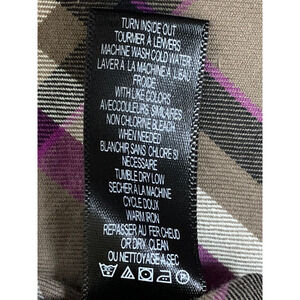 TURN INSIDE OUT
TOURNER À L'ENVERS
MACHINE WASH COLD WATER
LAVER À LA MACHINE À L'EAU
FROIDE
WITH LIKE COLORS
AVEC COULEURS SIMILAIRES
NON CHLORINE BLEACH
WHEN NEEDED
BLANCHIR SANS CHLORE SI
NECESSAIRE
TUMBLE DRY LOW
SECHER À LA MACHINE
CYCLE DOUX
WARM IRON
REPASSER AU FER CHAUD
OR DRY CLEAN
OU NETTOYAGE A SEC